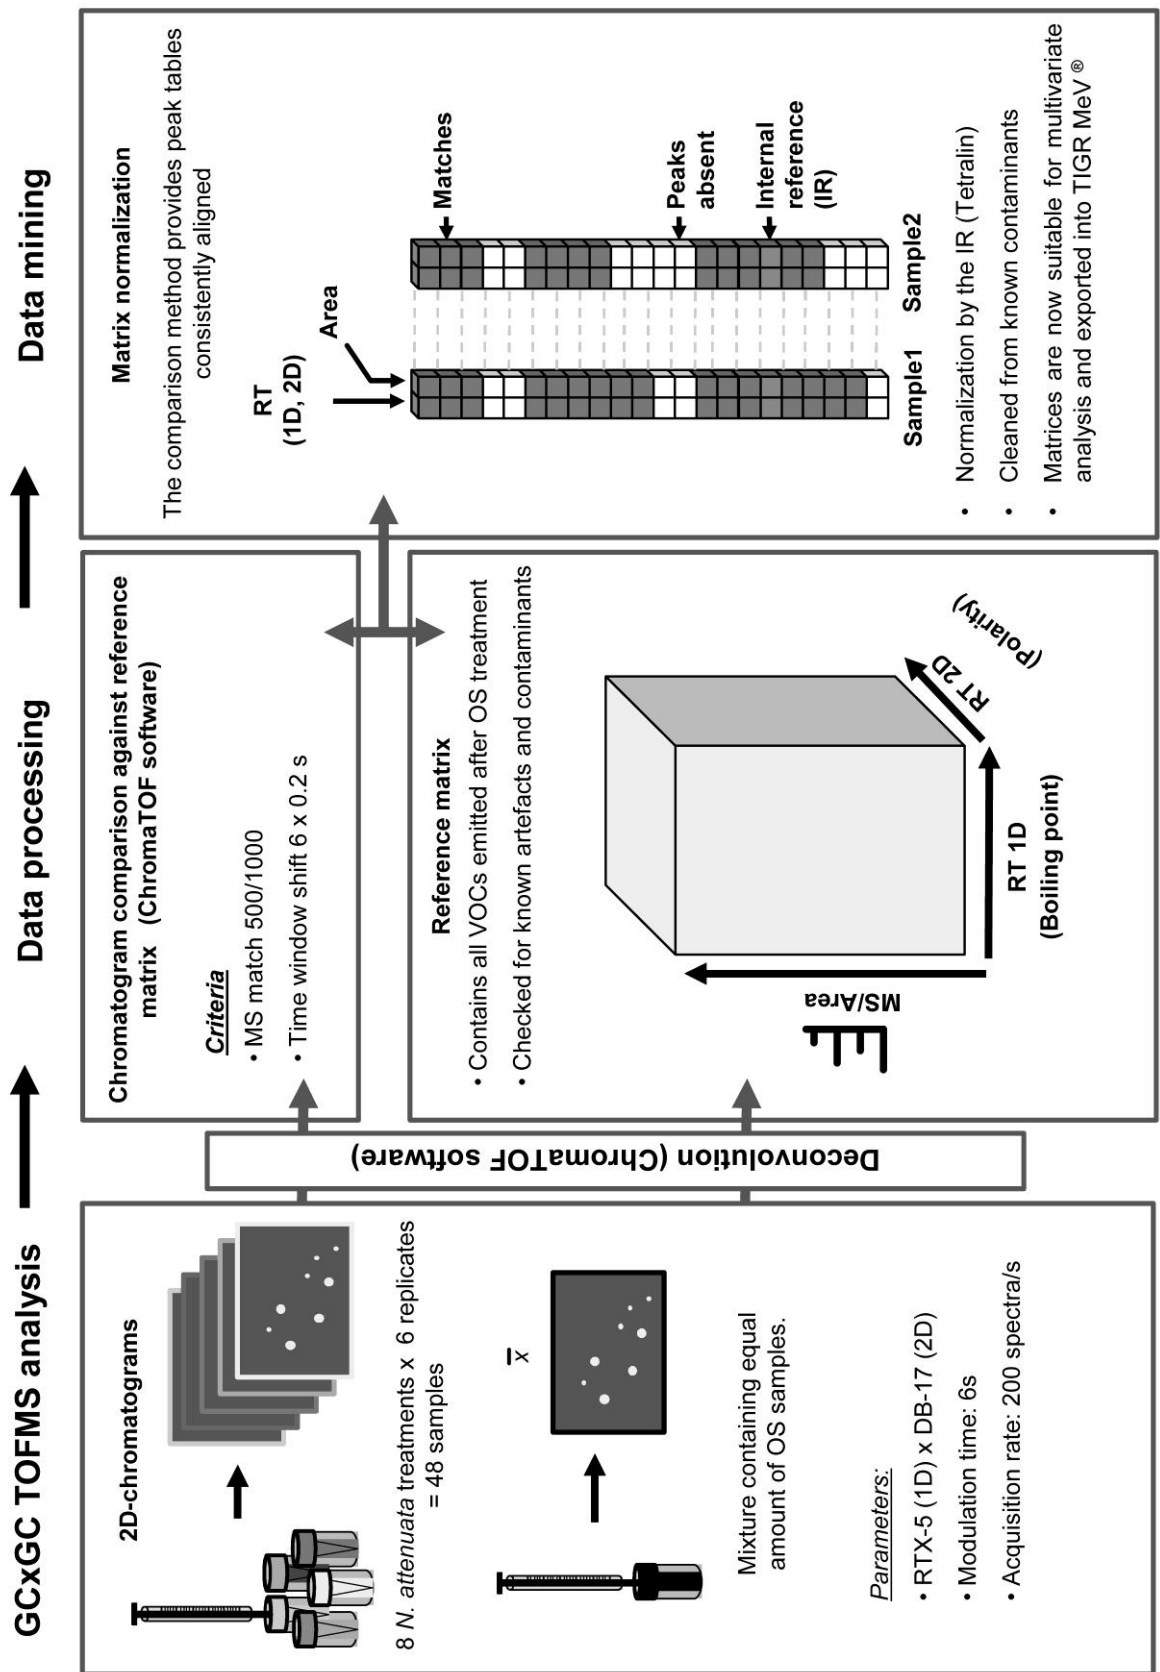 GCxGC TOFMS analysis
Data processing
Data mining
2D-chromatograms
8 N. attenuata treatments x 6 replicates
= 48 samples
x̅
Mixture containing equal
amount of OS samples.
Parameters:
• RTX-5 (1D) x DB-17 (2D)
• Modulation time: 6s
• Acquisition rate: 200 spectra/s
Deconvolution (ChromaTOF software)
Chromatogram comparison against reference
matrix (ChromaTOF software)
Criteria
• MS match 500/1000
• Time window shift 6 x 0.2 s
Reference matrix
• Contains all VOCs emitted after OS treatment
• Checked for known artefacts and contaminants
MS/Area
RT 1D
(Boiling point)
RT 2D
(Polarity)
Matrix normalization
The comparison method provides peak tables
consistently aligned
RT
(1D, 2D)
Area
Matches
Peaks
absent
Internal
reference
(IR)
Sample1
Sample2
• Normalization by the IR (Tetralin)
• Cleaned from known contaminants
• Matrices are now suitable for multivariate
analysis and exported into TIGR MeV ®